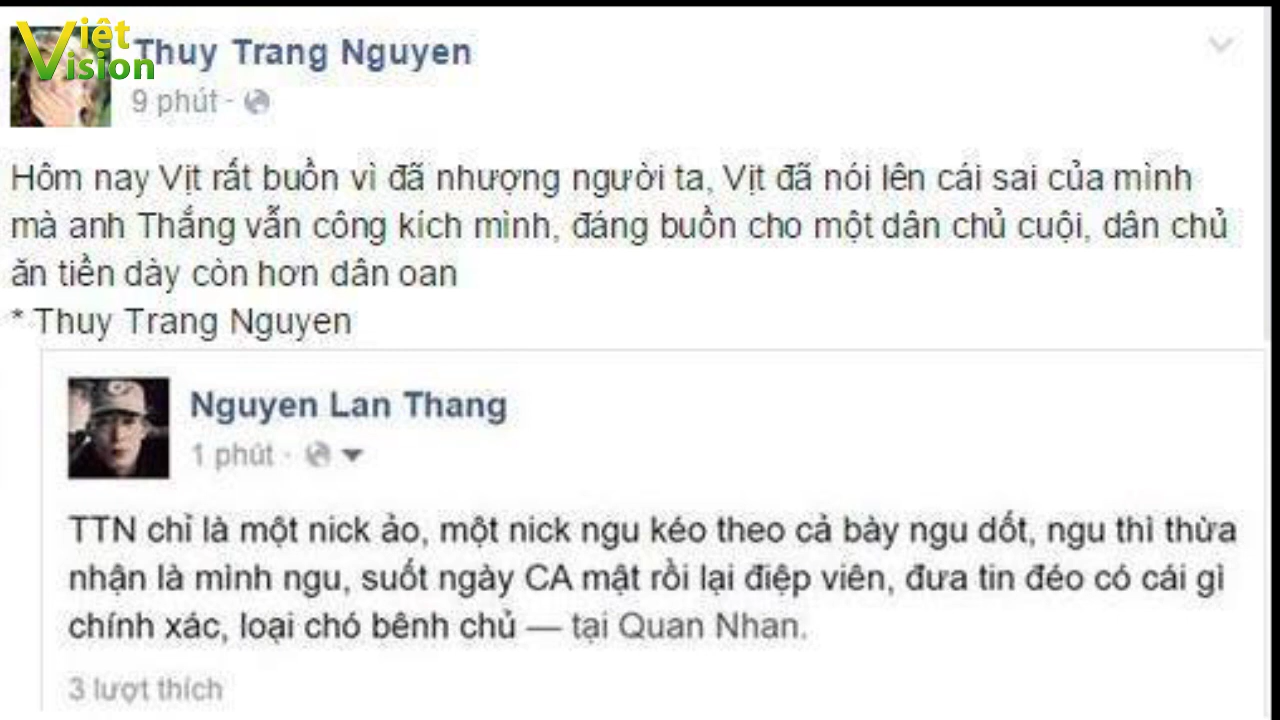 Việt Vision
Thuy Trang Nguyen
9 phút ·
Hôm nay Vịt rất buồn vì đã nhượng người ta, Vịt đã nói lên cái sai của mình
mà anh Thắng vẫn công kích mình, đáng buồn cho một dân chủ cuội, dân chủ
ăn tiền dày còn hơn dân oan
* Thuy Trang Nguyen
Nguyen Lan Thang
1 phút ·
TTN chỉ là một nick ảo, một nick ngu kéo theo cả bày ngu dốt, ngu thì thừa
nhận là mình ngu, suốt ngày CA mật rồi lại điệp viên, đưa tin đéo có cái gì
chính xác, loại chó bênh chủ — tại Quan Nhan.
3 lượt thích